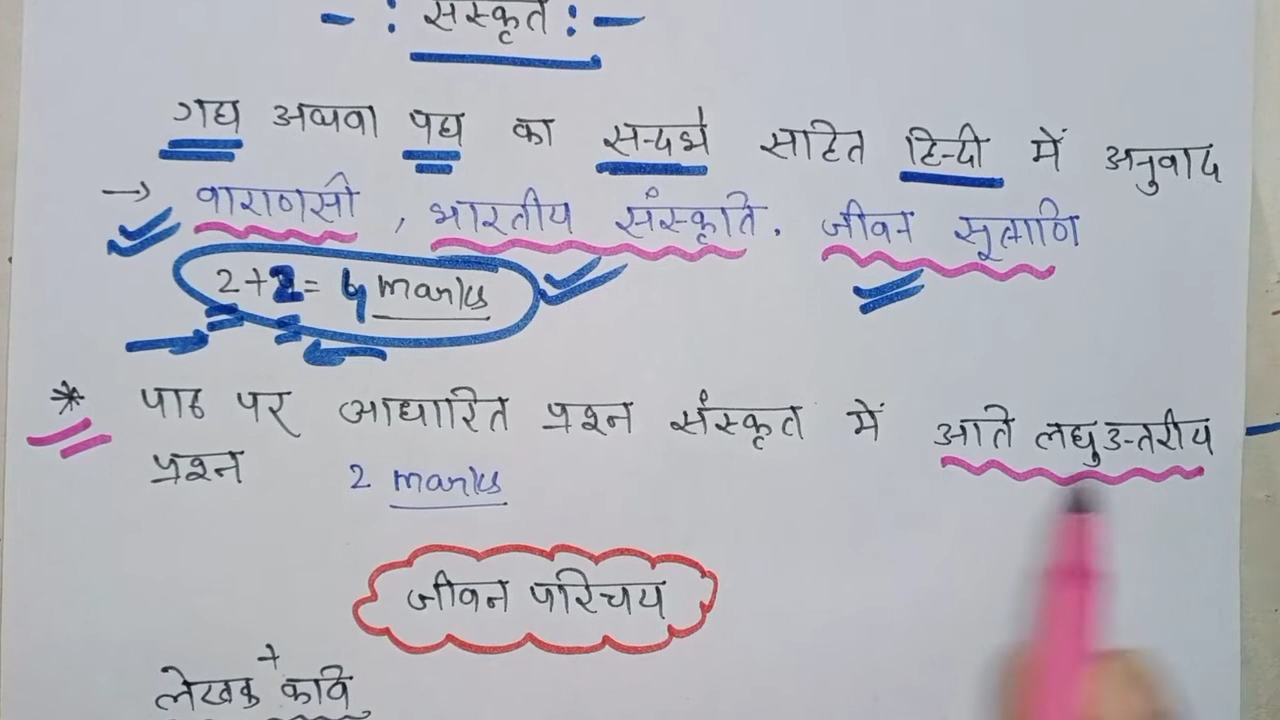 - : संस्कृत : -
गद्य अथवा पद्य का सन्दर्भ सहित हिन्दी में अनुवाद
→ वाराणसी , भारतीय संस्कृति, जीवन सूत्राणि
2+2= 4 marks
* पाठ पर आधारित प्रश्न संस्कृत में अति लघुउत्तरीय
प्रश्न 2 marks
जीवन परिचय
लेखक + कवि